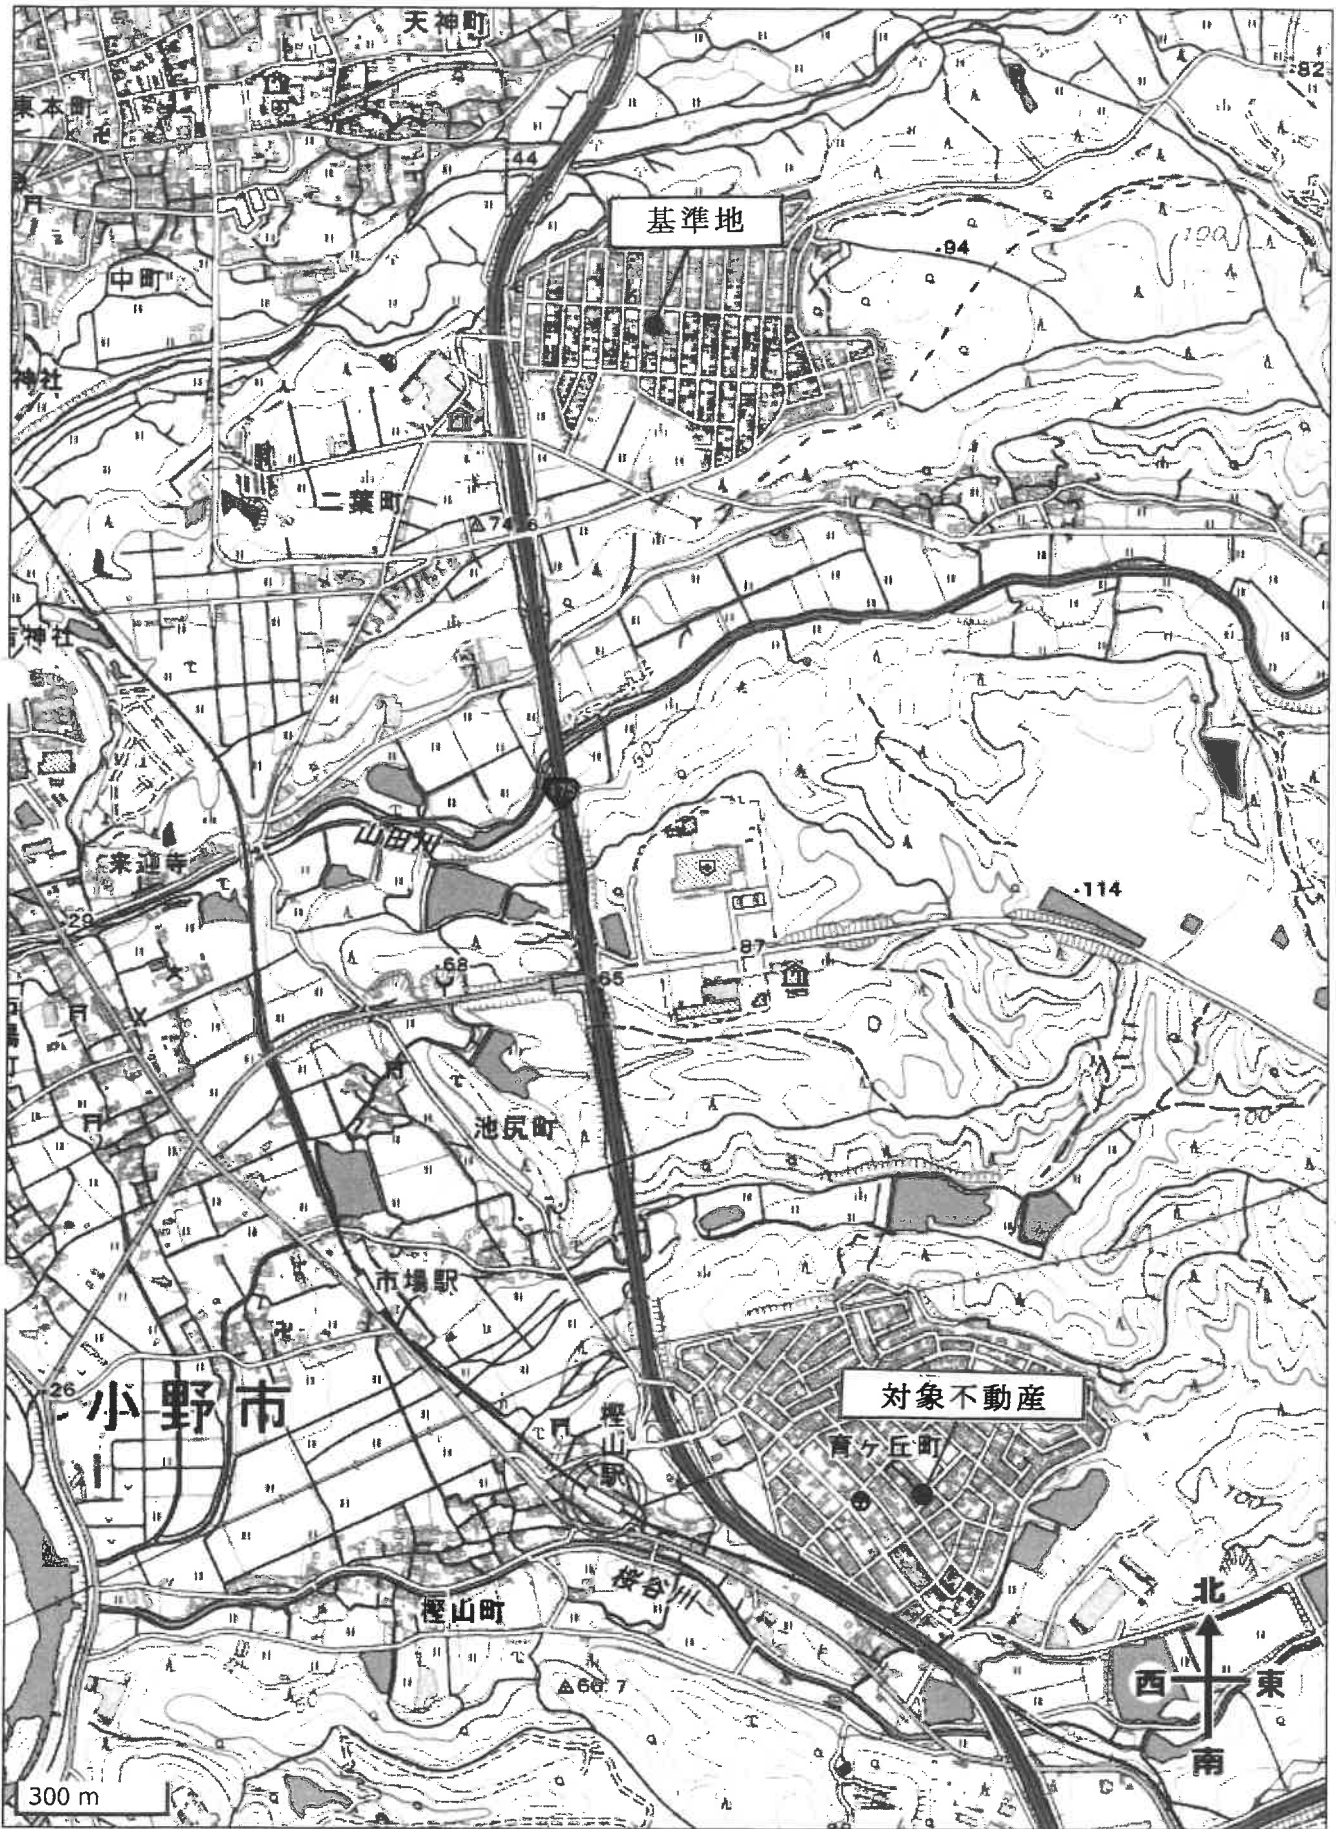 天神町
東本町
82
44
基準地
100
94
中町
神社
二葉町
神社
50
175
山田川
来迎寺
114
29
87
68
65
池尻町
100
市場駅
26
小野市
対象不動産
樫山駅
育ヶ丘町
100
桜谷川
樫山町
北
西
東
66.7
南
300 m